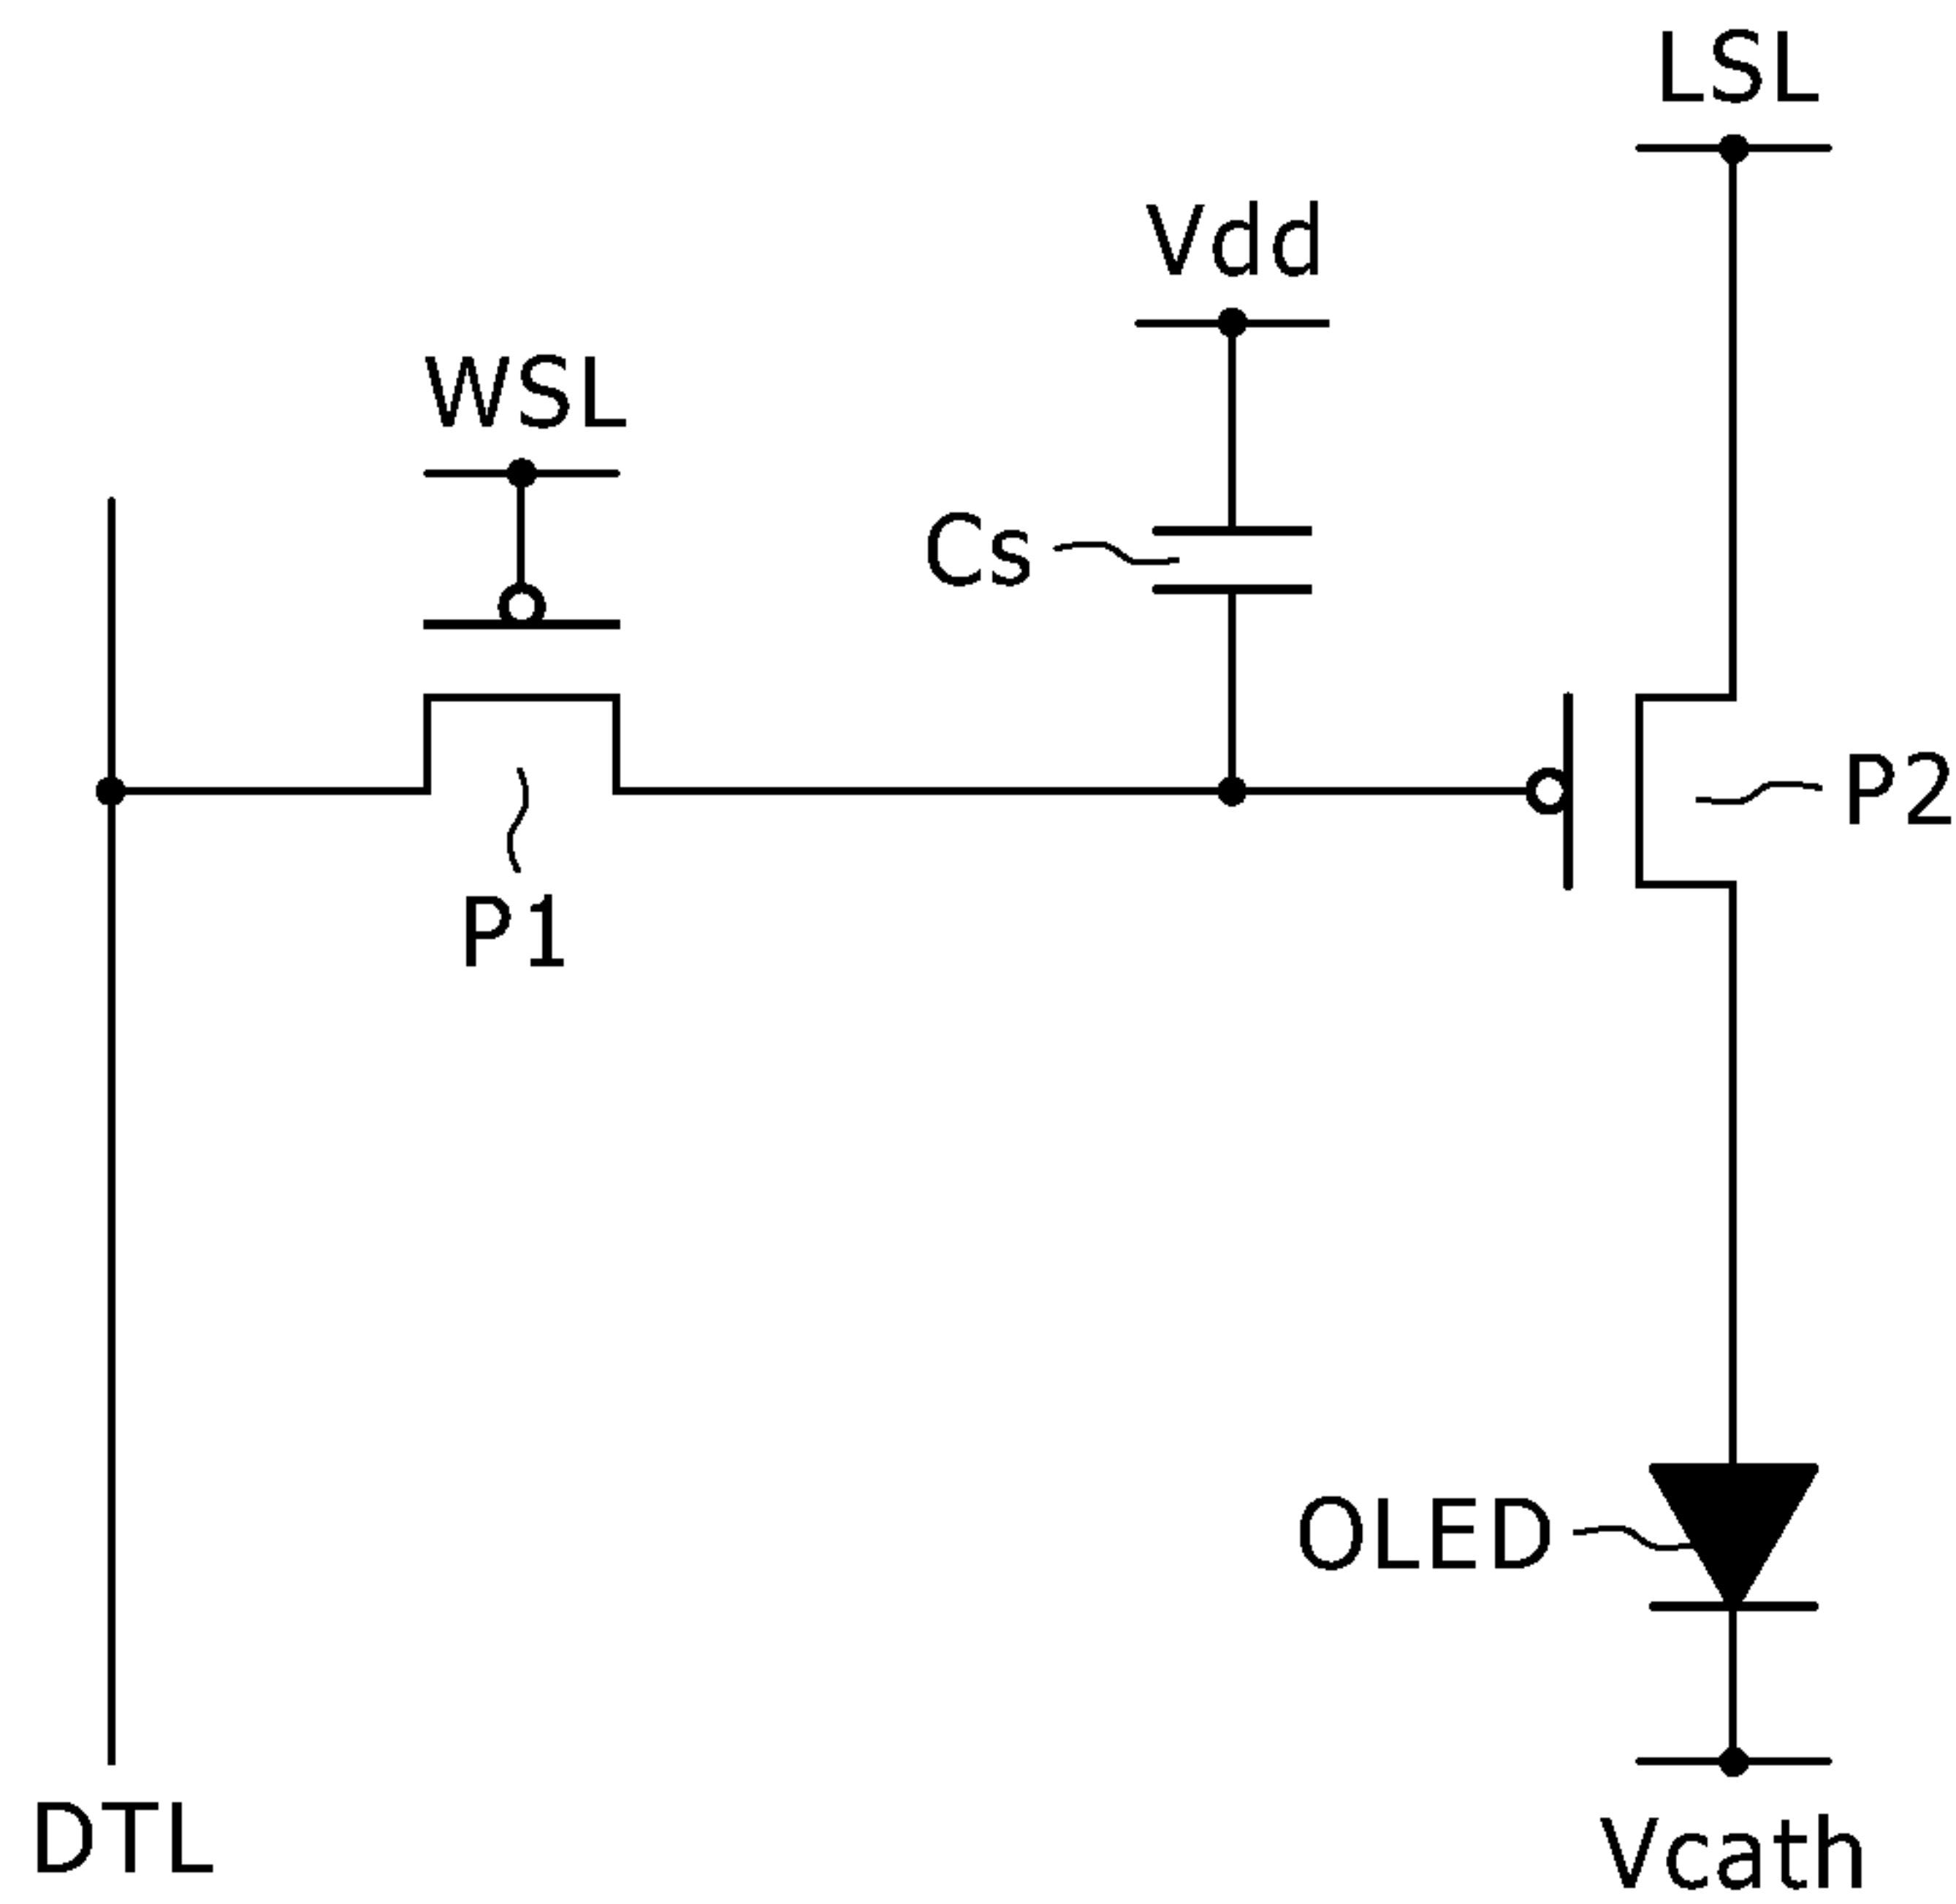 LSL
Vdd
WSL
Cs
P2
P1
OLED
DTL
Vcath